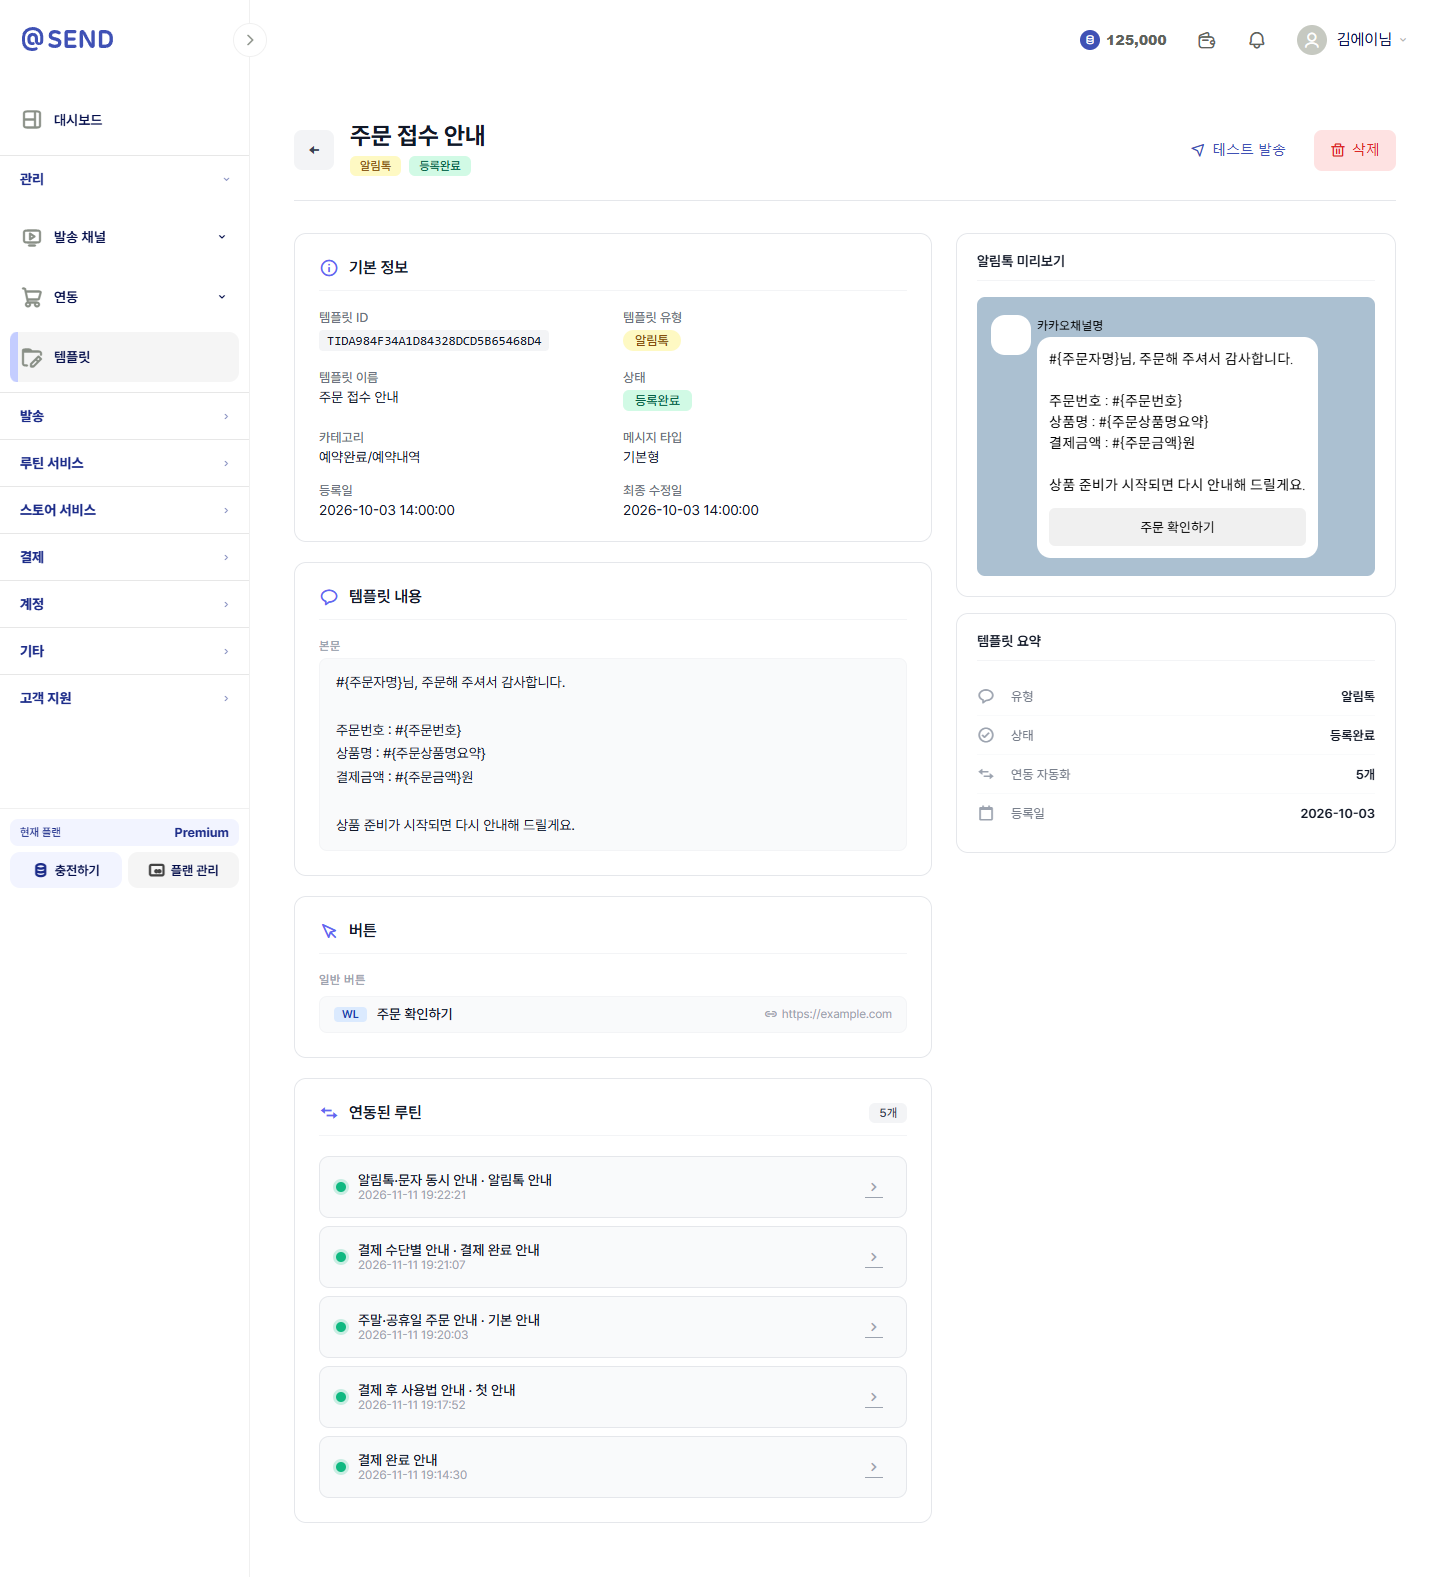 @SEND
125,000
김에이님
대시보드
관리
발송 채널
연동
템플릿
발송
루틴 서비스
스토어 서비스
결제
계정
기타
고객 지원
현재 플랜 Premium
충전하기 플랜 관리
주문 접수 안내
알림톡 등록완료
테스트 발송 삭제
기본 정보
템플릿 ID
TIDA984F34A1D84328DCD5B65468D4
템플릿 유형
알림톡
템플릿 이름
주문 접수 안내
상태
등록완료
카테고리
예약완료/예약내역
메시지 타입
기본형
등록일
2026-10-03 14:00:00
최종 수정일
2026-10-03 14:00:00
템플릿 내용
본문
#{주문자명}님, 주문해 주셔서 감사합니다.
주문번호 : #{주문번호}
상품명 : #{주문상품명요약}
결제금액 : #{주문금액}원
상품 준비가 시작되면 다시 안내해 드릴게요.
버튼
일반 버튼
WL 주문 확인하기 https://example.com
연동된 루틴 5개
알림톡·문자 동시 안내 · 알림톡 안내
2026-11-11 19:22:21
결제 수단별 안내 · 결제 완료 안내
2026-11-11 19:21:07
주말·공휴일 주문 안내 · 기본 안내
2026-11-11 19:20:03
결제 후 사용법 안내 · 첫 안내
2026-11-11 19:17:52
결제 완료 안내
2026-11-11 19:14:30
알림톡 미리보기
카카오채널명
#{주문자명}님, 주문해 주셔서 감사합니다.
주문번호 : #{주문번호}
상품명 : #{주문상품명요약}
결제금액 : #{주문금액}원
상품 준비가 시작되면 다시 안내해 드릴게요.
주문 확인하기
템플릿 요약
유형 알림톡
상태 등록완료
연동 자동화 5개
등록일 2026-10-03